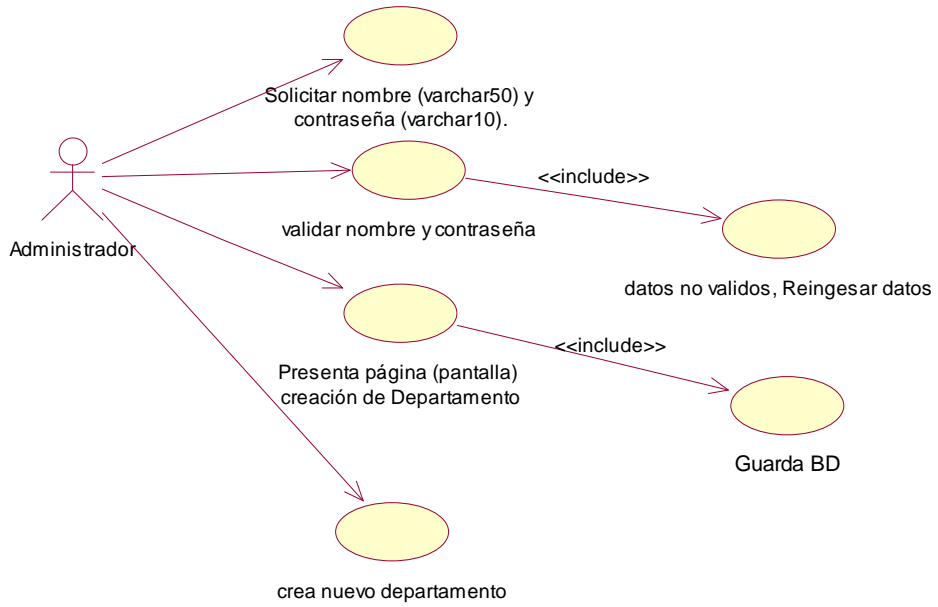 Solicitar nombre (varchar50) y
contraseña (varchar10).
<<include>>
validar nombre y contraseña
Administrador
datos no validos, Reingesar datos
<<include>>
Presenta página (pantalla)
creación de Departamento
Guarda BD
crea nuevo departamento